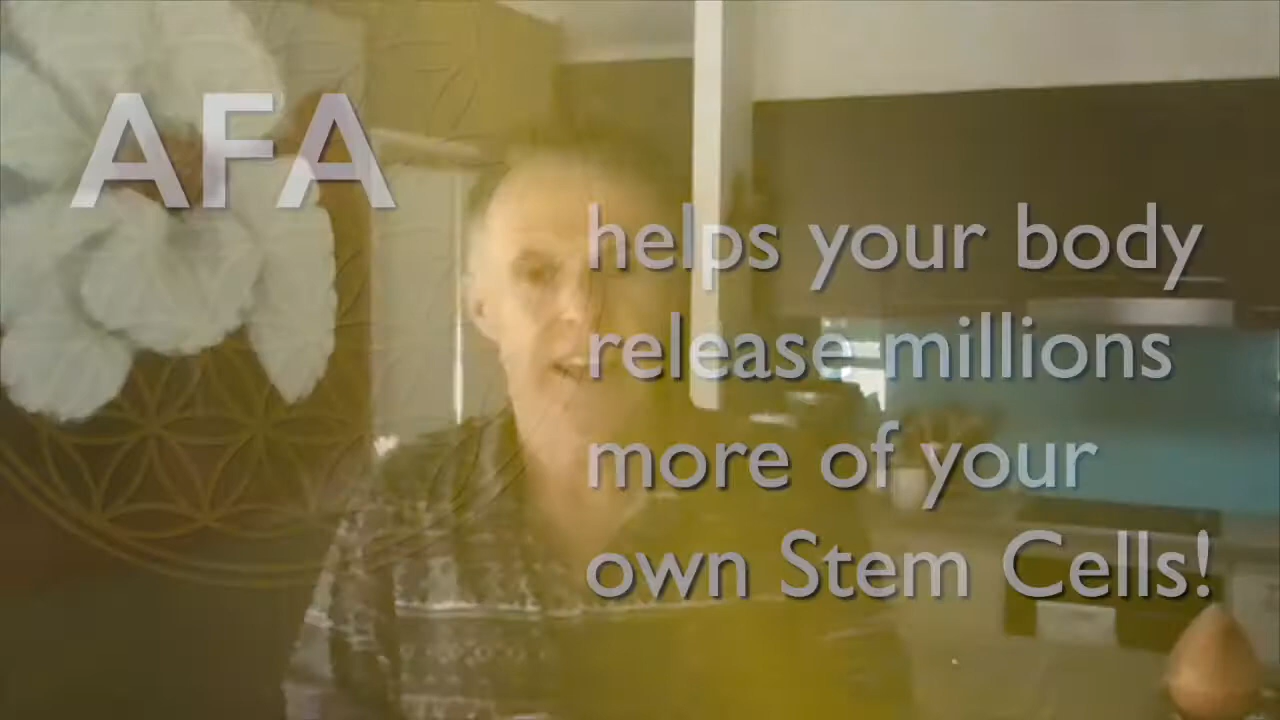 AFA
helps your body
release millions
more of your
own Stem Cells!